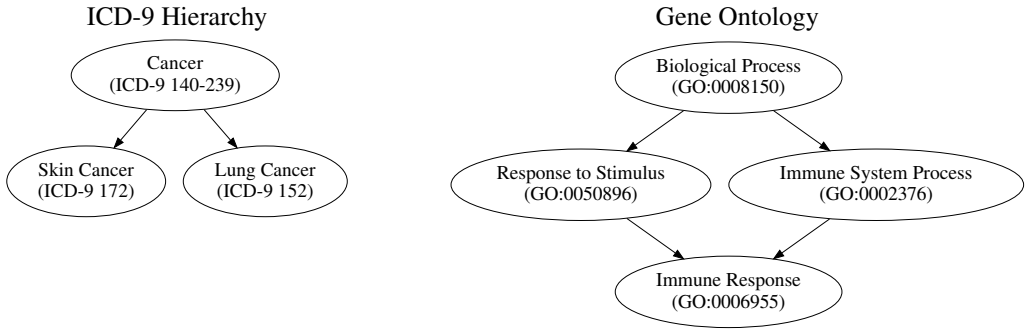 ICD-9 Hierarchy
Cancer
(ICD-9 140-239)
Skin Cancer
(ICD-9 172)
Lung Cancer
(ICD-9 152)
Gene Ontology
Biological Process
(GO:0008150)
Response to Stimulus
(GO:0050896)
Immune System Process
(GO:0002376)
Immune Response
(GO:0006955)